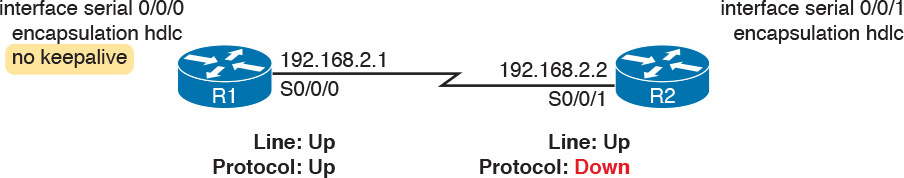 interface serial 0/0/0
encapsulation hdlc
no keepalive
interface serial 0/0/1
encapsulation hdlc
192.168.2.1
S0/0/0
R1
192.168.2.2
S0/0/1
R2
Line: Up
Protocol: Up
Line: Up
Protocol: Down